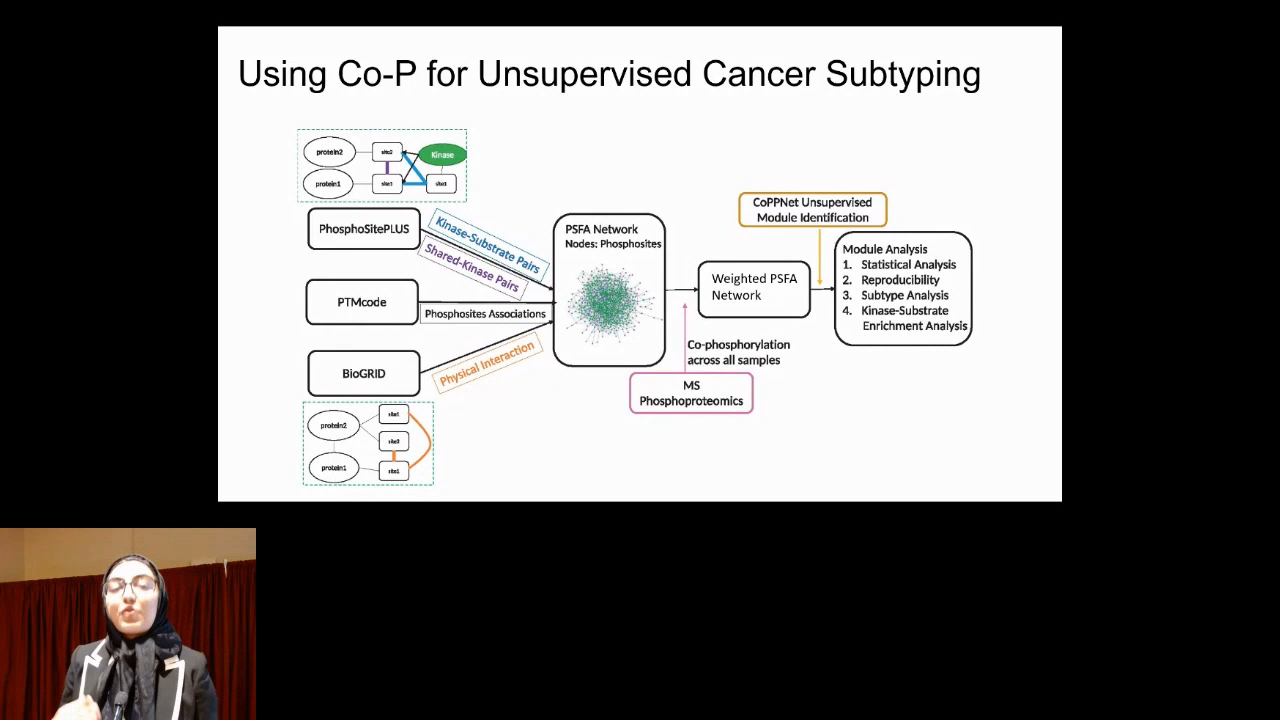 Using Co-P for Unsupervised Cancer Subtyping
protein2
site2
Kinase
protein1
site1
site3
PhosphoSitePLUS
Kinase-Substrate Pairs
Shared-Kinase Pairs
PTMcode
Phosphosites Associations
BioGRID
Physical Interaction
protein2
site1
site2
protein1
site1
PSFA Network
Nodes: Phosphosites
Weighted PSFA
Network
Co-phosphorylation
across all samples
MS
Phosphoproteomics
CoPPNet Unsupervised
Module Identification
Module Analysis
1. Statistical Analysis
2. Reproducibility
3. Subtype Analysis
4. Kinase-Substrate
Enrichment Analysis